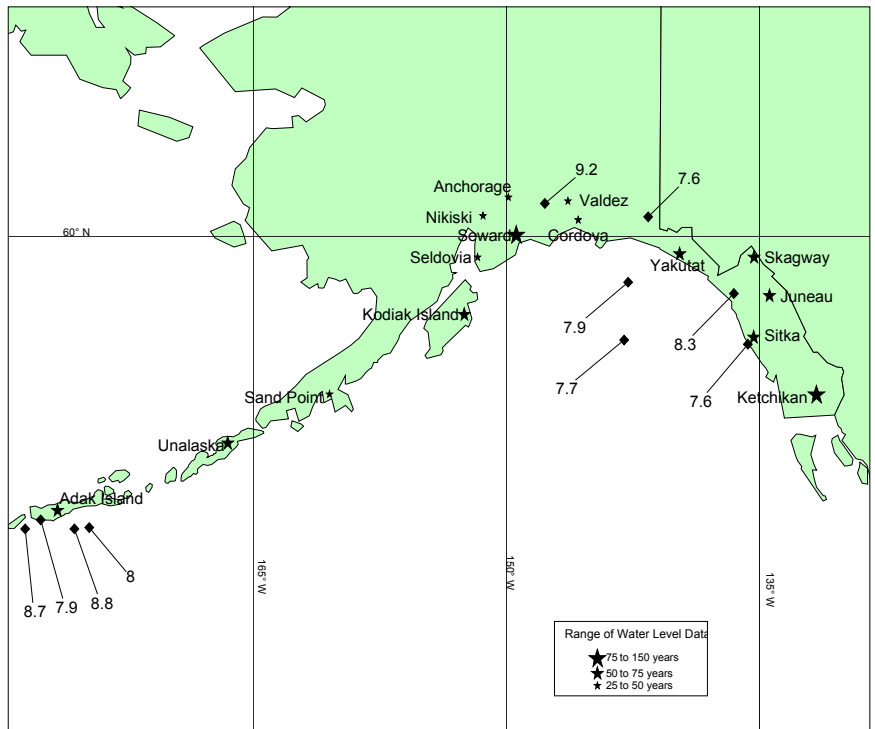 9.2
7.6
Anchorage
Valdez
Nikiski
60° N
Seward
Cordova
Seldovia
Yakutat
Skagway
Juneau
Kodiak Island
7.9
8.3
Sitka
7.7
7.6
Sand Point
Ketchikan
Unalaska
Adak Island
8
8.8
7.9
8.7
165° W
150° W
135° W
Range of Water Level Data
75 to 150 years
50 to 75 years
25 to 50 years